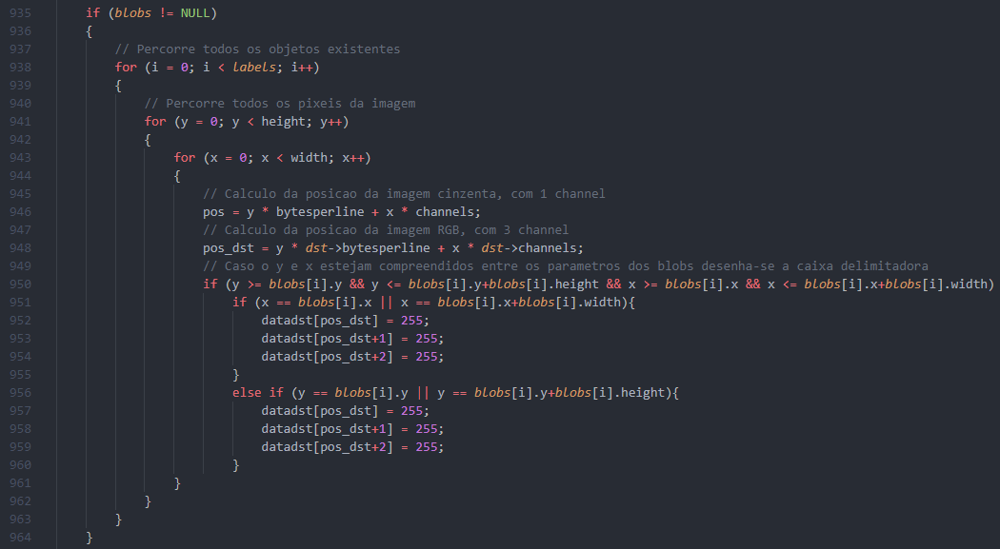 935 if (blobs != NULL)
936 {
937 // Percorre todos os objetos existentes
938 for (i = 0; i < labels; i++)
939 {
940 // Percorre todos os pixeis da imagem
941 for (y = 0; y < height; y++)
942 {
943 for (x = 0; x < width; x++)
944 {
945 // Calculo da posicao da imagem cinzenta, com 1 channel
946 pos = y * bytesperline + x * channels;
947 // Calculo da posicao da imagem RGB, com 3 channel
948 pos_dst = y * dst->bytesperline + x * dst->channels;
949 // Caso o y e x estejam compreendidos entre os parametros dos blobs desenha-se a caixa delimitadora
950 if (y >= blobs[i].y && y <= blobs[i].y+blobs[i].height && x >= blobs[i].x && x <= blobs[i].x+blobs[i].width)
951 if (x == blobs[i].x || x == blobs[i].x+blobs[i].width){
952 datadst[pos_dst] = 255;
953 datadst[pos_dst+1] = 255;
954 datadst[pos_dst+2] = 255;
955 }
956 else if (y == blobs[i].y || y == blobs[i].y+blobs[i].height){
957 datadst[pos_dst] = 255;
958 datadst[pos_dst+1] = 255;
959 datadst[pos_dst+2] = 255;
960 }
961 }
962 }
963 }
964 }